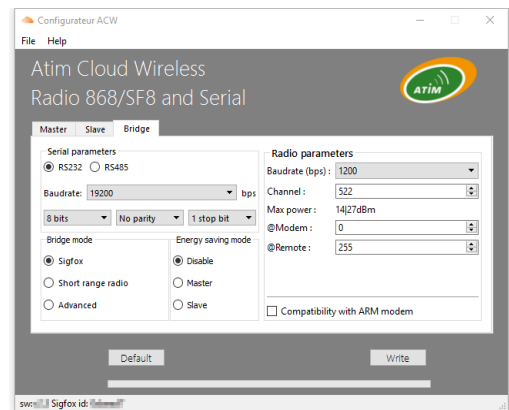 Configurateur ACW
File Help
Atim Cloud Wireless
Radio 868/SF8 and Serial
ATIM
Master Slave Bridge
Serial parameters
RS232 RS485
Baudrate: 19200 bps
8 bits No parity 1 stop bit
Bridge mode
Sigfox
Short range radio
Advanced
Energy saving mode
Disable
Master
Slave
Radio parameters
Baudrate (bps) : 1200
Channel : 522
Max power : 14|27dBm
@Modem : 0
@Remote : 255
Compatibility with ARM modem
Default Write
sw: Sigfox id: